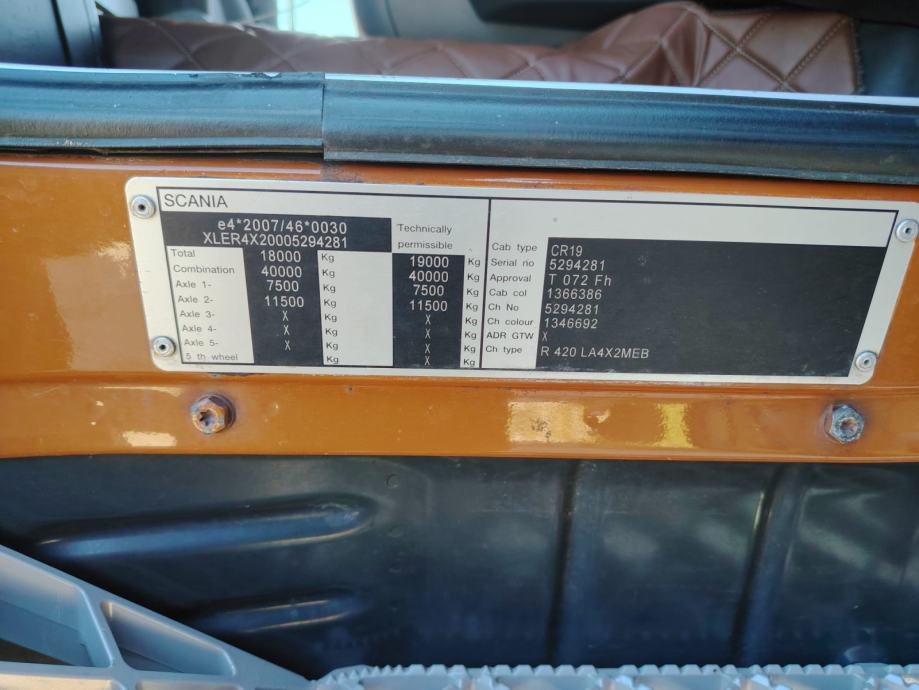 SCANIA
e4*2007/46*0030
XLER4X20005294281
Technically
permissible
Total 18000 Kg 19000 Kg
Combination 40000 Kg 40000 Kg
Axle 1- 7500 Kg 7500 Kg
Axle 2- 11500 Kg 11500 Kg
Axle 3- X Kg X Kg
Axle 4- X Kg X Kg
Axle 5- X Kg X Kg
5 th wheel Kg X Kg
Cab type CR19
Serial no 5294281
Approval T 072 Fh
Cab col 1366386
Ch No 5294281
Ch colour 1346692
ADR GTW X
Ch type R 420 LA4X2MEB